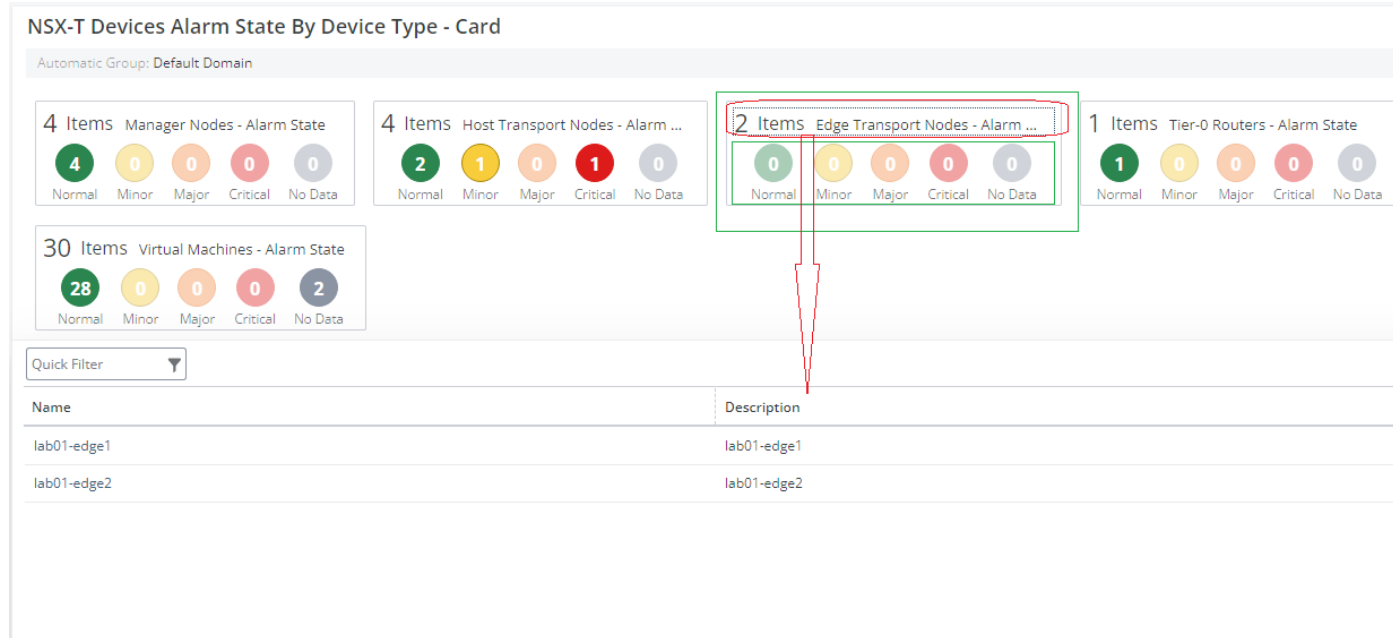 NSX-T Devices Alarm State By Device Type - Card
Automatic Group: Default Domain
4 Items Manager Nodes - Alarm State
4 0 0 0 0
Normal Minor Major Critical No Data
4 Items Host Transport Nodes - Alarm ...
2 1 0 1 0
Normal Minor Major Critical No Data
2 Items Edge Transport Nodes - Alarm ...
0 0 0 0 0
Normal Minor Major Critical No Data
1 Items Tier-0 Routers - Alarm State
1 0 0 0 0
Normal Minor Major Critical No Data
30 Items Virtual Machines - Alarm State
28 0 0 0 2
Normal Minor Major Critical No Data
Quick Filter
Name Description
lab01-edge1 lab01-edge1
lab01-edge2 lab01-edge2